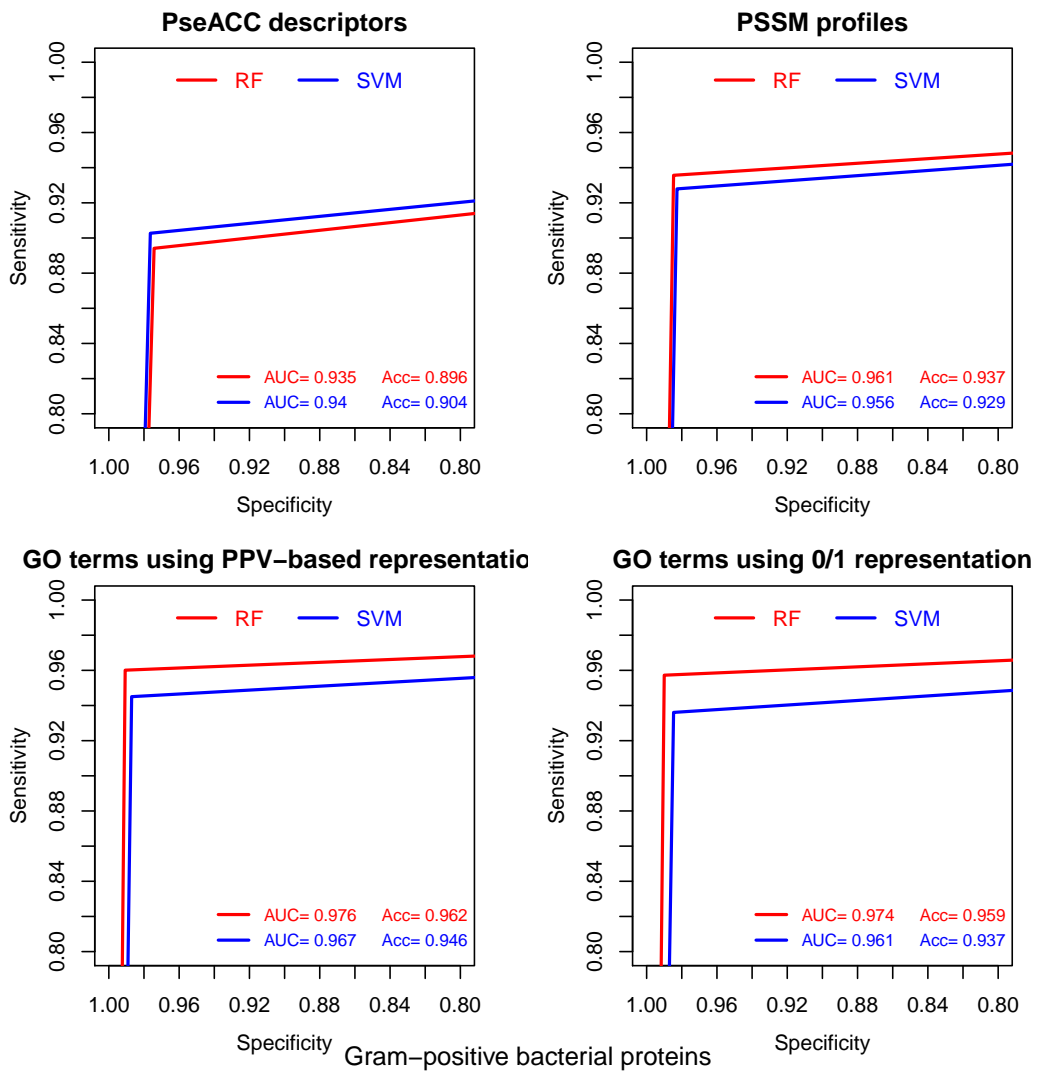 PseACC descriptors
RF SVM
Sensitivity
1.00
0.96
0.92
0.88
0.84
0.80
AUC= 0.935 Acc= 0.896
AUC= 0.94 Acc= 0.904
1.00 0.96 0.92 0.88 0.84 0.80
Specificity
PSSM profiles
RF SVM
Sensitivity
1.00
0.96
0.92
0.88
0.84
0.80
AUC= 0.961 Acc= 0.937
AUC= 0.956 Acc= 0.929
1.00 0.96 0.92 0.88 0.84 0.80
Specificity
GO terms using PPV−based representatio
RF SVM
Sensitivity
1.00
0.96
0.92
0.88
0.84
0.80
AUC= 0.976 Acc= 0.962
AUC= 0.967 Acc= 0.946
1.00 0.96 0.92 0.88 0.84 0.80
Specificity
GO terms using 0/1 representation
RF SVM
Sensitivity
1.00
0.96
0.92
0.88
0.84
0.80
AUC= 0.974 Acc= 0.959
AUC= 0.961 Acc= 0.937
1.00 0.96 0.92 0.88 0.84 0.80
Specificity
Gram−positive bacterial proteins